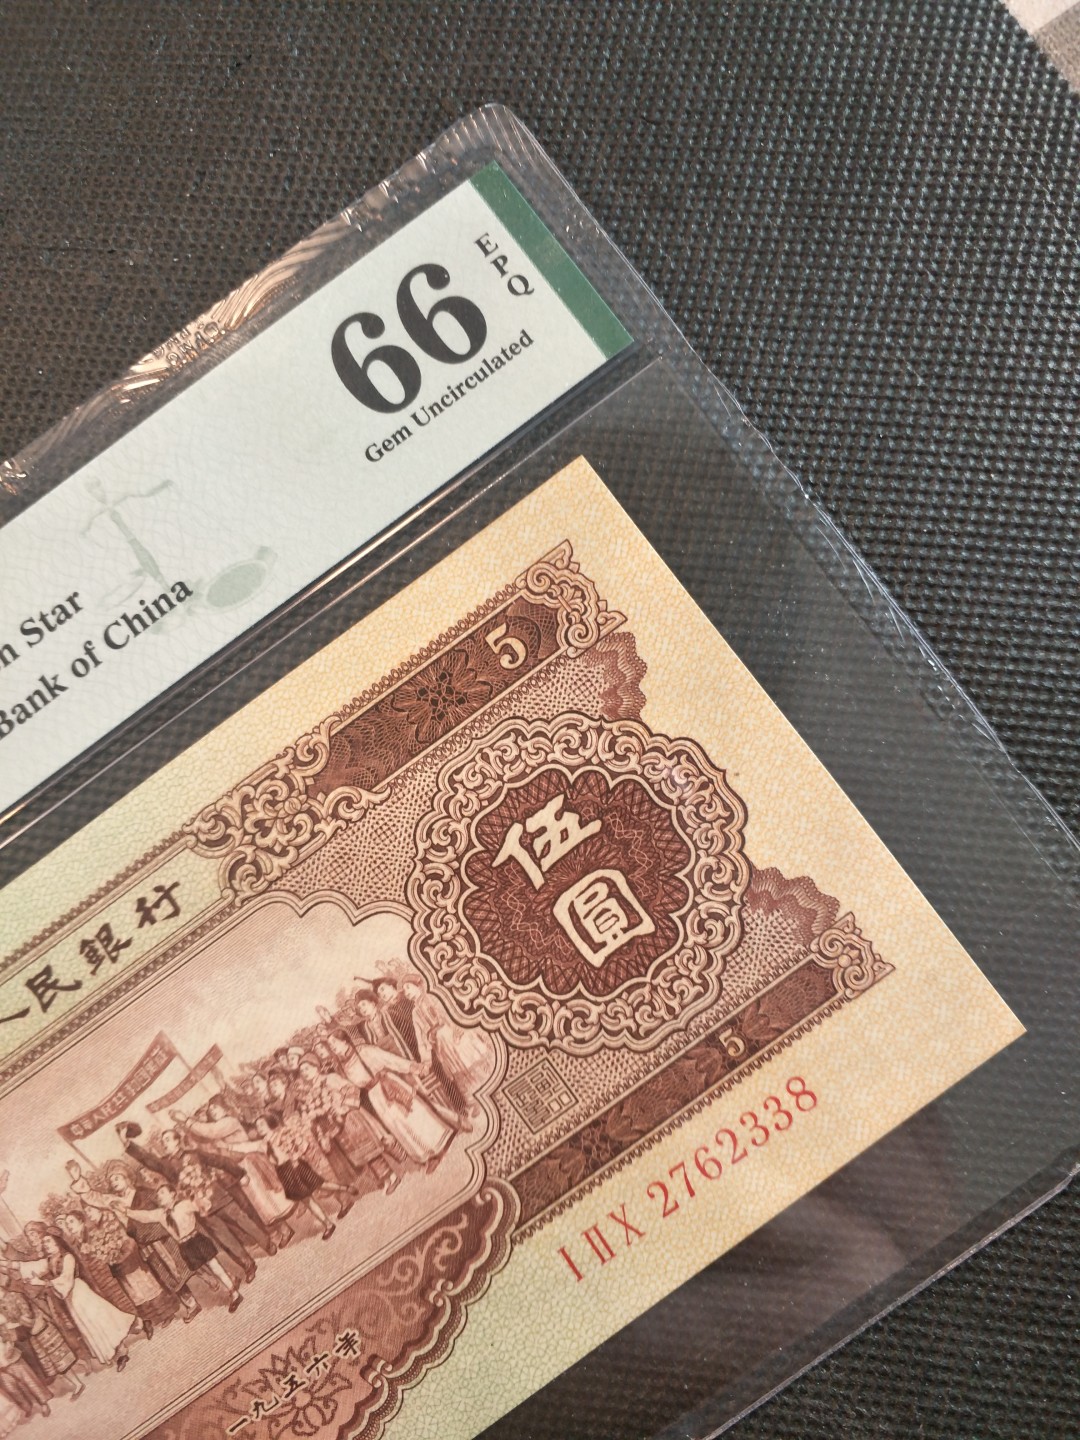 66
EPQ
Gem Uncirculated
Star
Bank of China
5
民銀行
伍圓
5
I II X 2762338
一九五六年